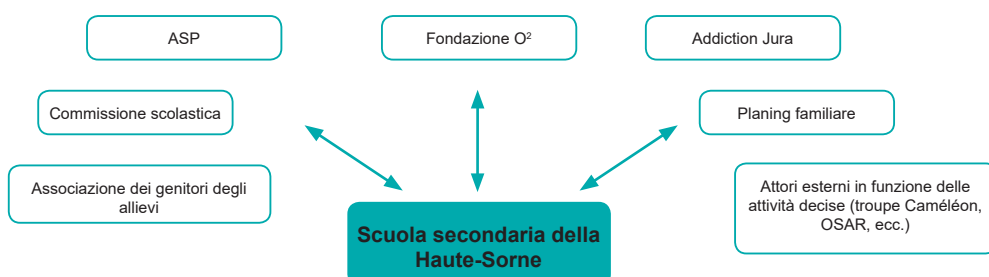 ASP
Fondazione O²
Addiction Jura
Commissione scolastica
Planing familiare
Associazione dei genitori degli
allievi
Attori esterni in funzione delle
attività decise (troupe Caméléon,
OSAR, ecc.)
Scuola secondaria della
Haute-Sorne